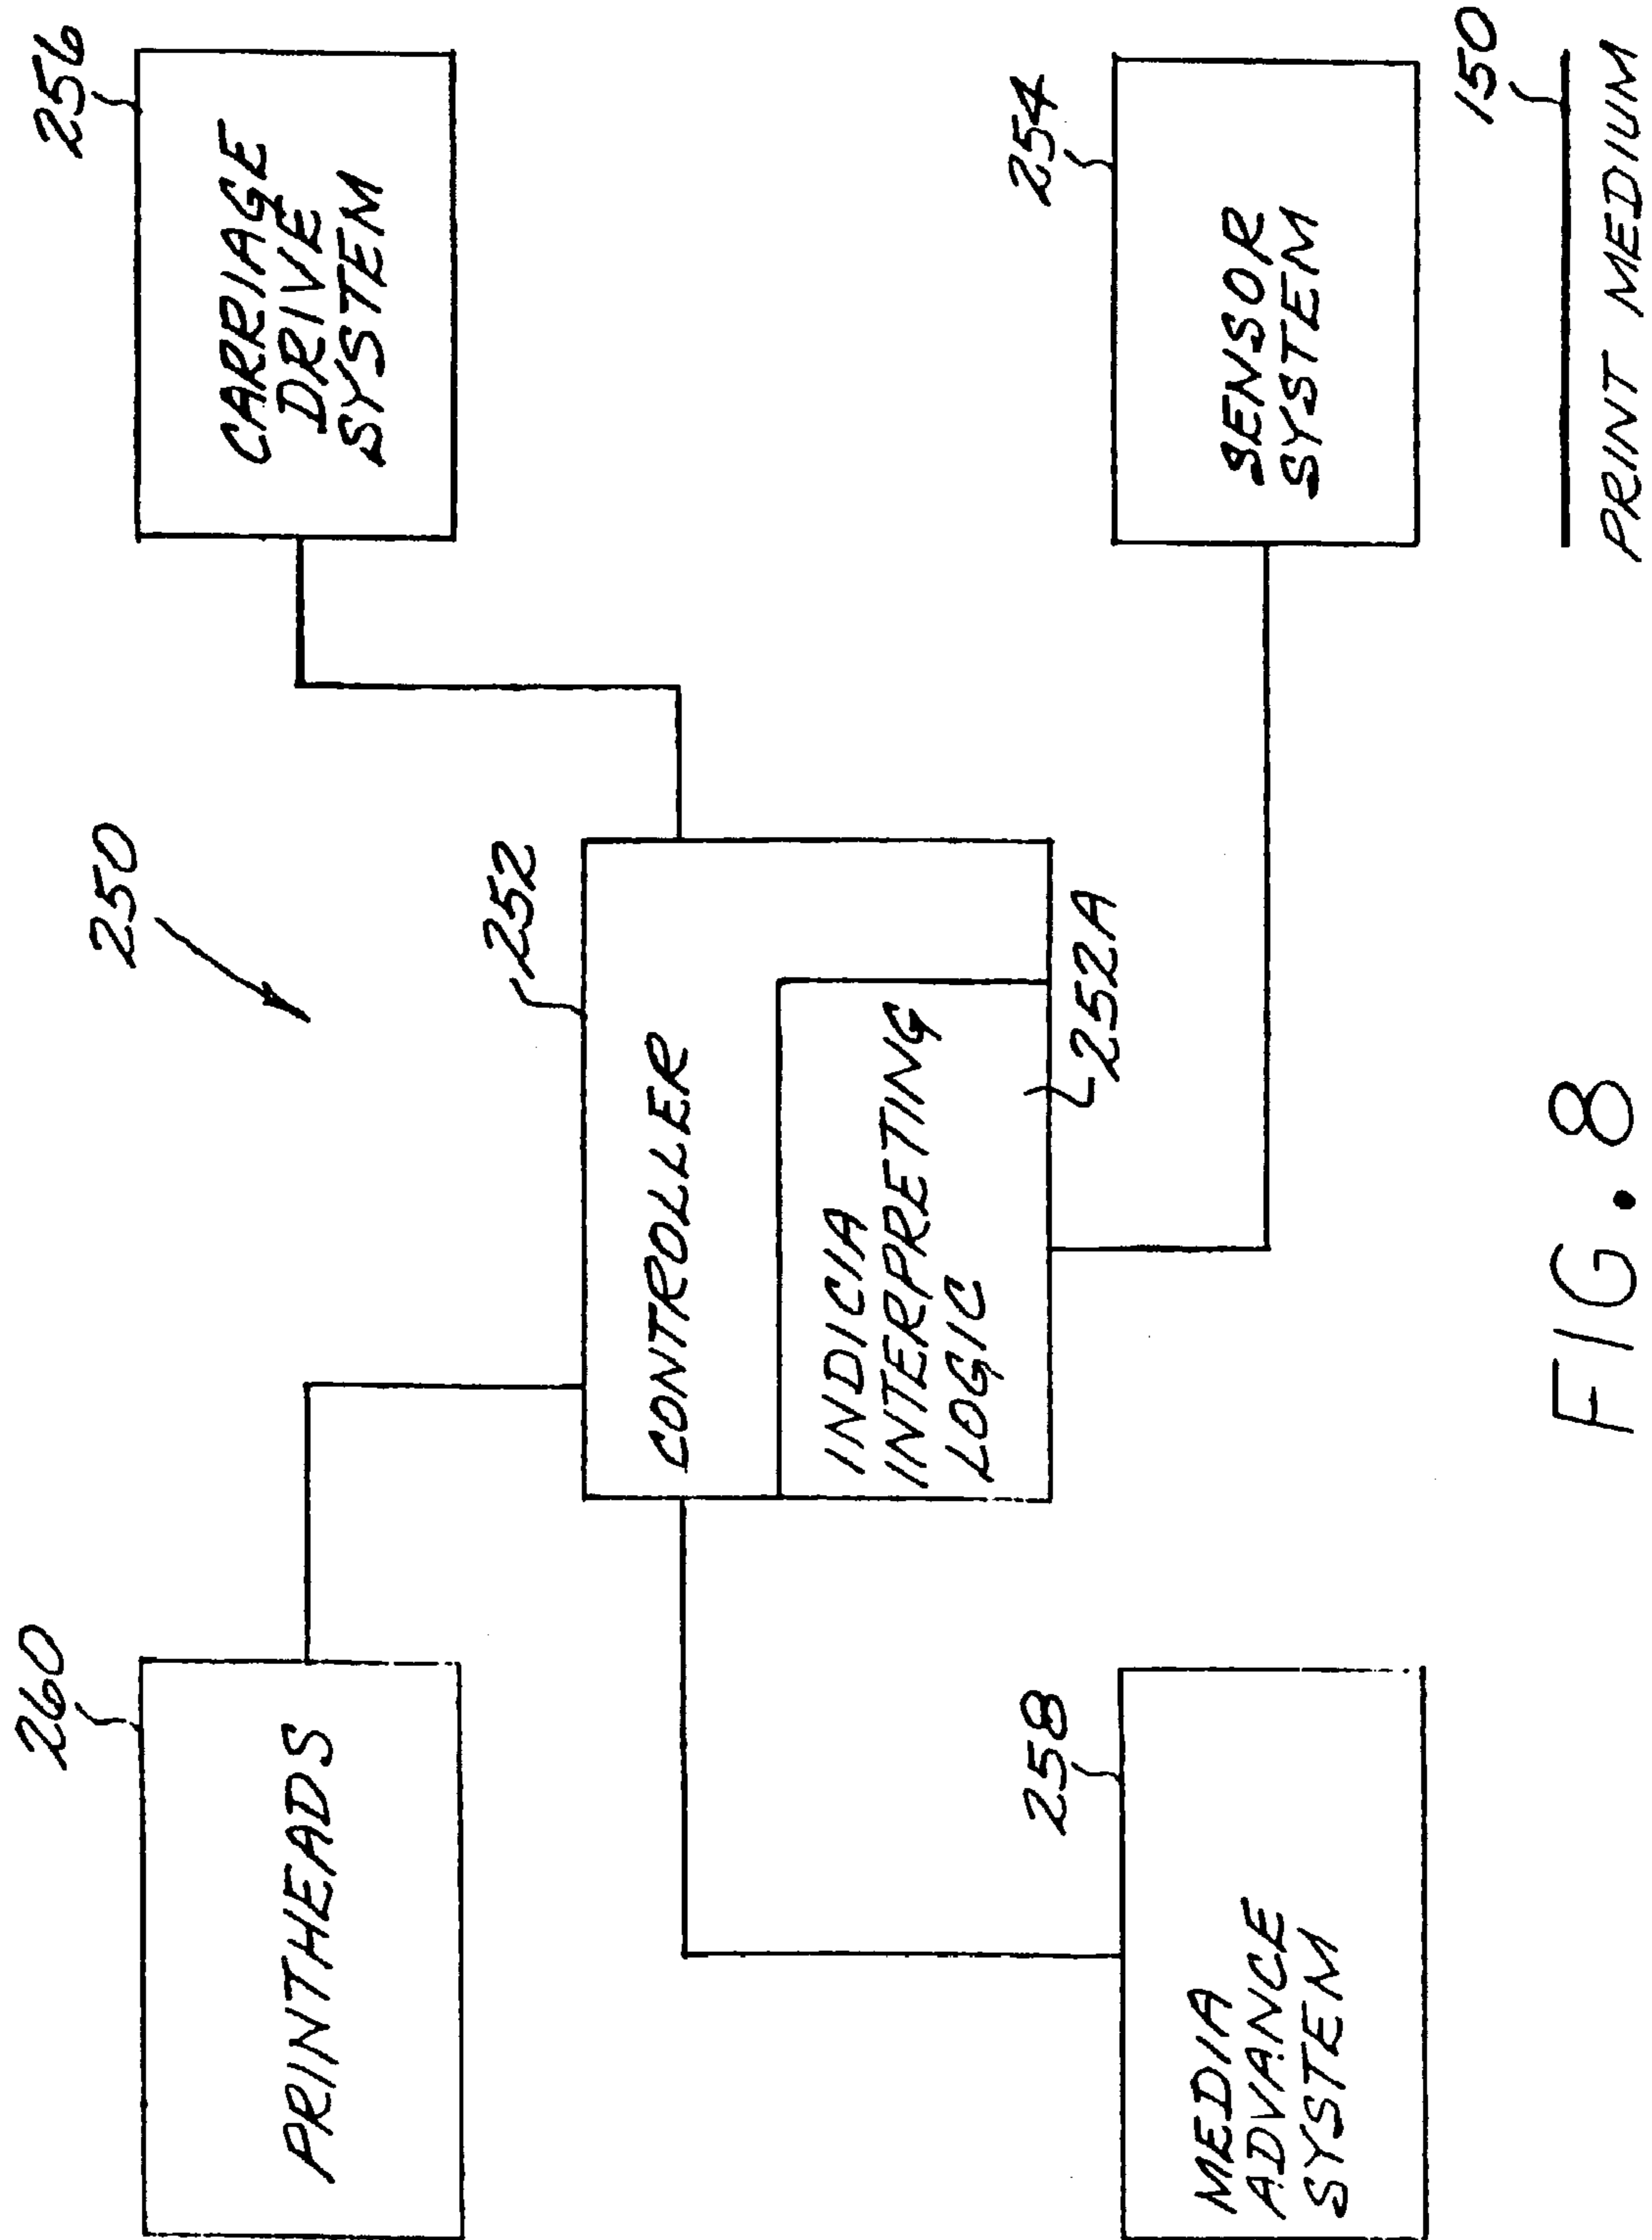 250
260
PRINTHEADS
256
CARRIAGE
DRIVE
SYSTEM
252
CONTROLLER
INDICIA
INTERPRETING
LOGIC
252A
258
MEDIA
ADVANCE
SYSTEM
254
SENSOR
SYSTEM
150
PRINT MEDIUM
FIG. 8